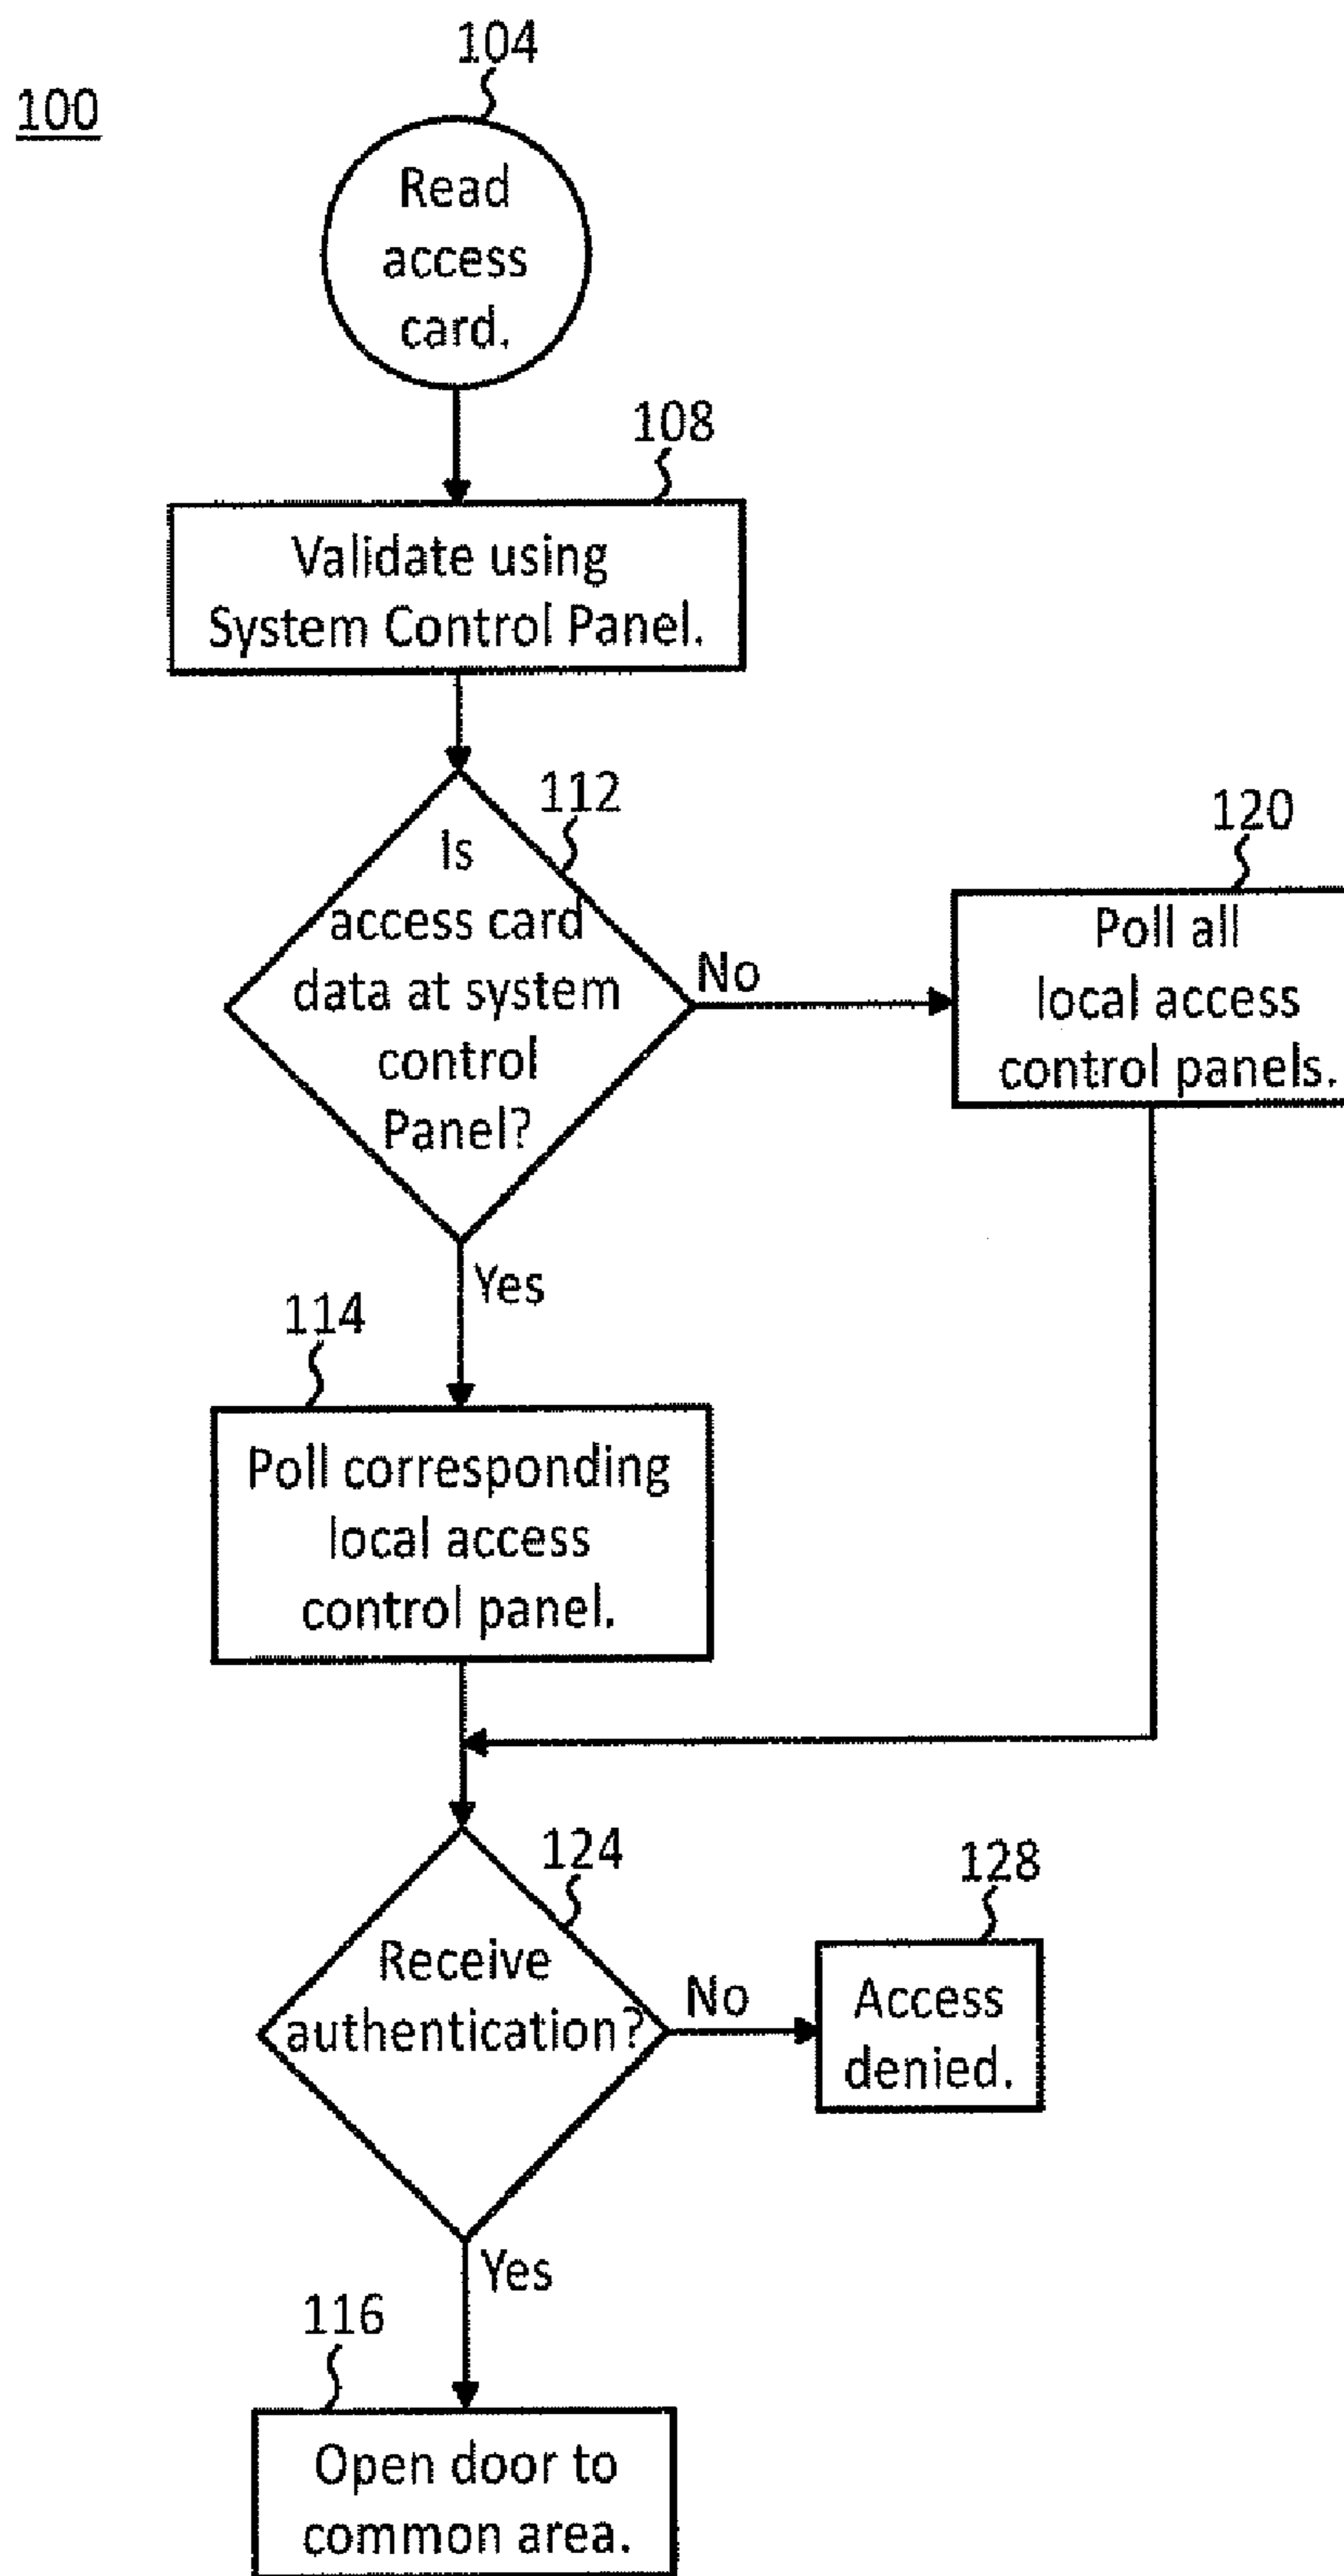 104
100
Read
access
card.
108
Validate using
System Control Panel.
112
Is
access card
data at system
control
Panel?
No
120
Poll all
local access
control panels.
Yes
114
Poll corresponding
local access
control panel.
124
Receive
authentication?
No
128
Access
denied.
Yes
116
Open door to
common area.